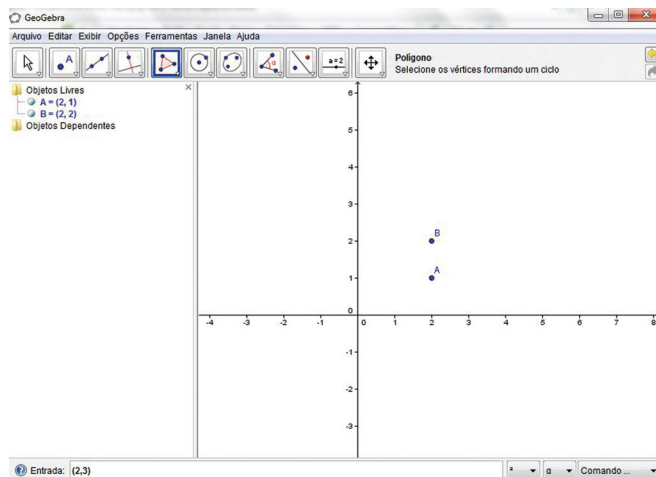 GeoGebra
Arquivo Editar Exibir Opções Ferramentas Janela Ajuda
A
α
a=2
Polígono
Selecione os vértices formando um ciclo
Objetos Livres
A = (2, 1)
B = (2, 2)
Objetos Dependentes
6
5
4
3
2
1
0
-1
-2
-3
-4 -3 -2 -1 0 1 2 3 4 5 6 7 8
B
A
Entrada: (2,3)
² α Comando ...